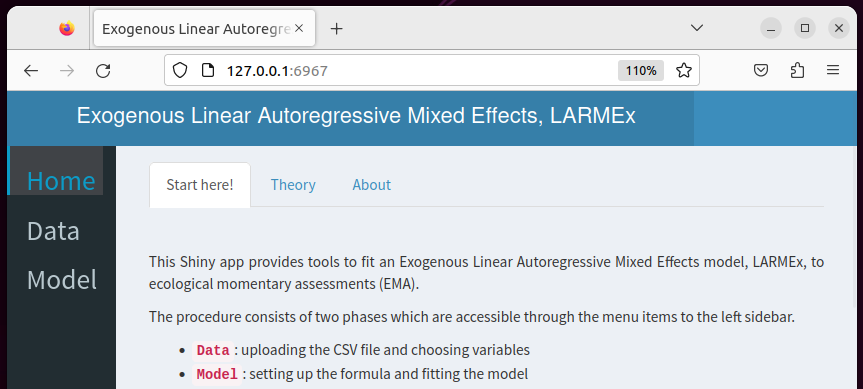 Exogenous Linear Autoregre
127.0.0.1:6967
110%
Exogenous Linear Autoregressive Mixed Effects, LARMEx
Home
Data
Model
Start here!
Theory
About
This Shiny app provides tools to fit an Exogenous Linear Autoregressive Mixed Effects model, LARMEx, to
ecological momentary assessments (EMA).
The procedure consists of two phases which are accessible through the menu items to the left sidebar.
• Data : uploading the CSV file and choosing variables
• Model : setting up the formula and fitting the model